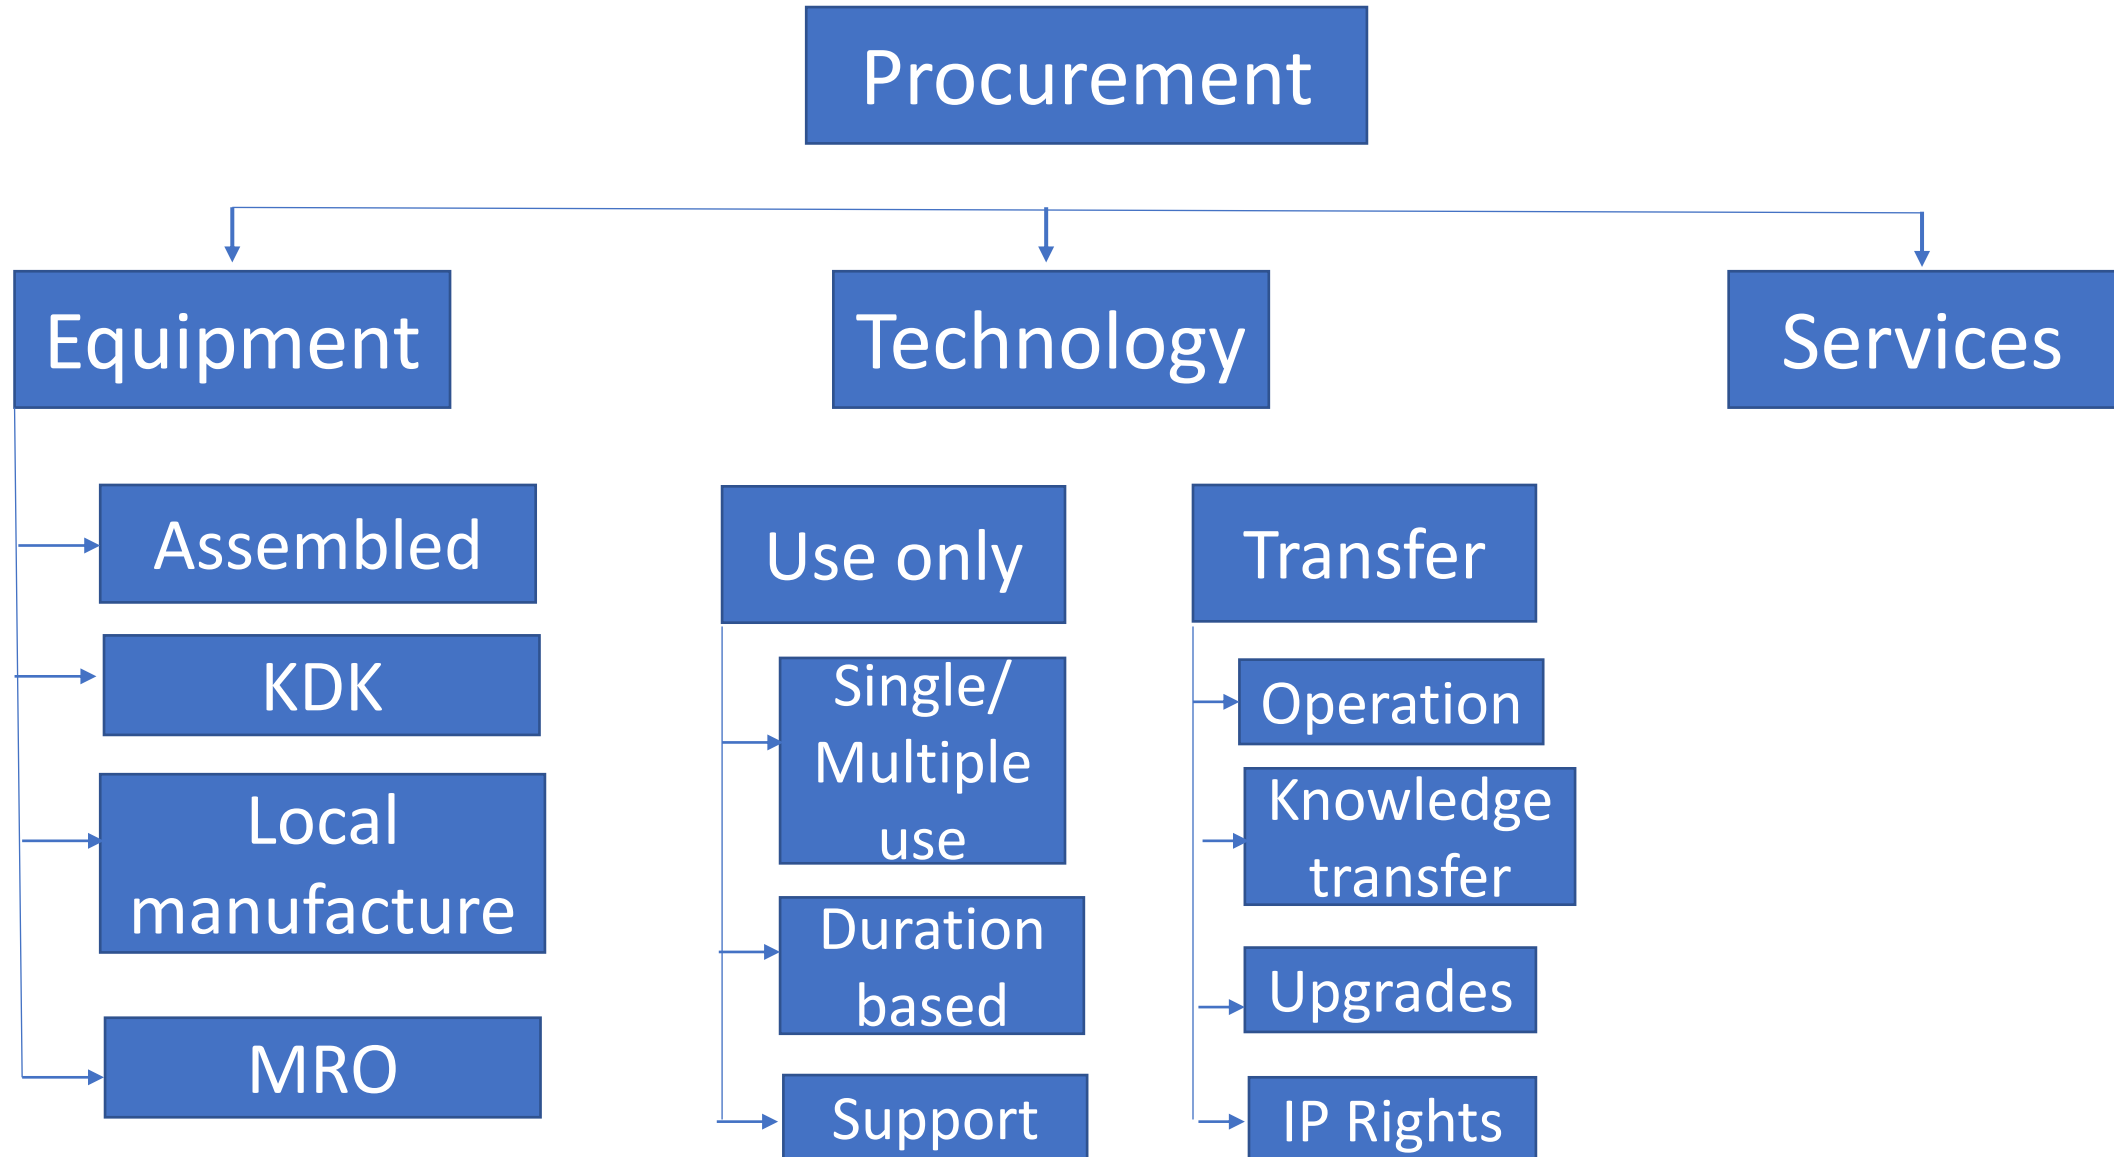 Procurement
Equipment
Technology
Services
Assembled
KDK
Local
manufacture
MRO
Use only
Single/
Multiple
use
Duration
based
Support
Transfer
Operation
Knowledge
transfer
Upgrades
IP Rights